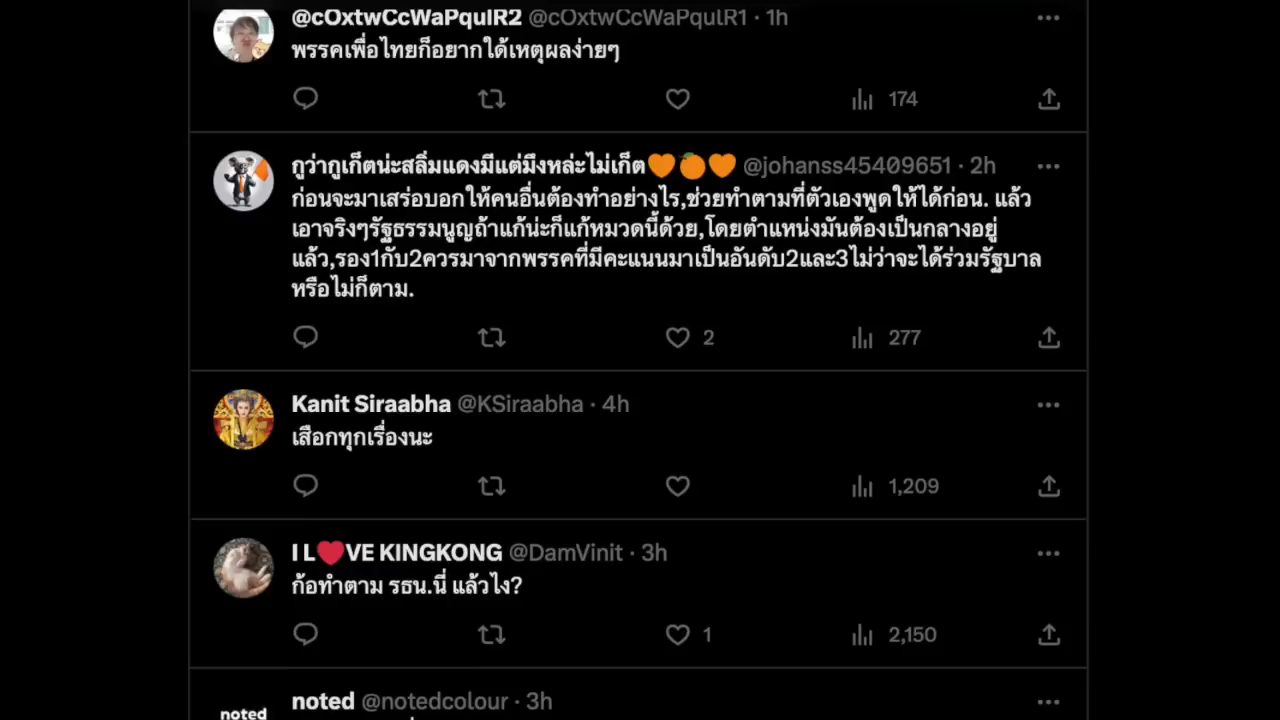 @cOxtwCcWaPquIR2 @cOxtwCcWaPqulR1 · 1h
พรรคเพื่อไทยก็อยากใด้เหตุผลง่ายๆ
174
กูว่ากูเก็ตน่ะสลิ่มแดงมีแต่มึงหล่ะไม่เก็ต🧡🍊🧡 @johanss45409651 · 2h
ก่อนจะมาเสร่อบอกให้คนอื่นต้องทำอย่างไร,ช่วยทำตามที่ตัวเองพูดให้ได้ก่อน. แล้ว
เอาจริงๆรัฐธรรมนูญถ้าแก้น่ะก็แก้หมวดนี้ด้วย,โดยตำแหน่งมันต้องเป็นกลางอยู่
แล้ว,รอง1กับ2ควรมาจากพรรคที่มีคะแนนมาเป็นอันดับ2และ3ไม่ว่าจะได้ร่วมรัฐบาล
หรือไม่ก็ตาม.
2 277
Kanit Siraabha @KSiraabha · 4h
เสือกทุกเรื่องนะ
1,209
I L❤️VE KINGKONG @DamVinit · 3h
ก้อทำตาม รธน.นี่ แล้วไง?
1 2,150
noted noted @notedcolour · 3h